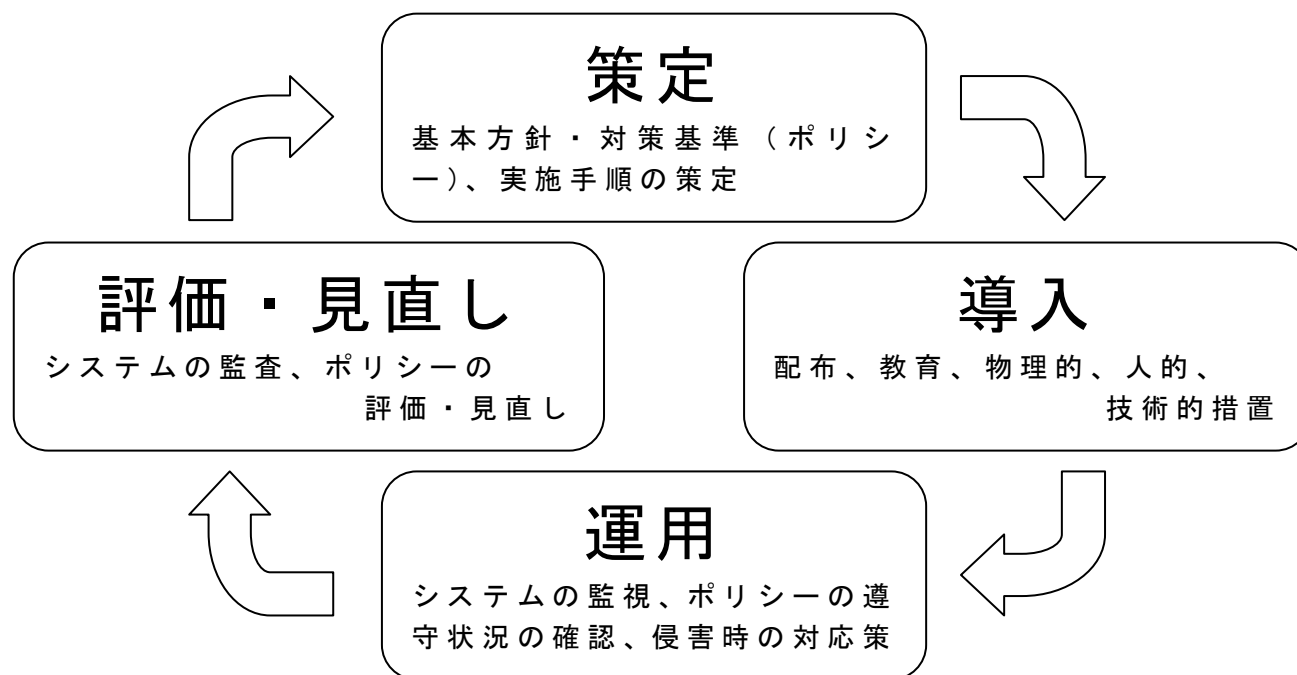 策定
基本方針・対策基準（ポリシ
ー）、実施手順の策定
評価・見直し
システムの監査、ポリシーの
評価・見直し
導入
配布、教育、物理的、人的、
技術的措置
運用
システムの監視、ポリシーの遵
守状況の確認、侵害時の対応策